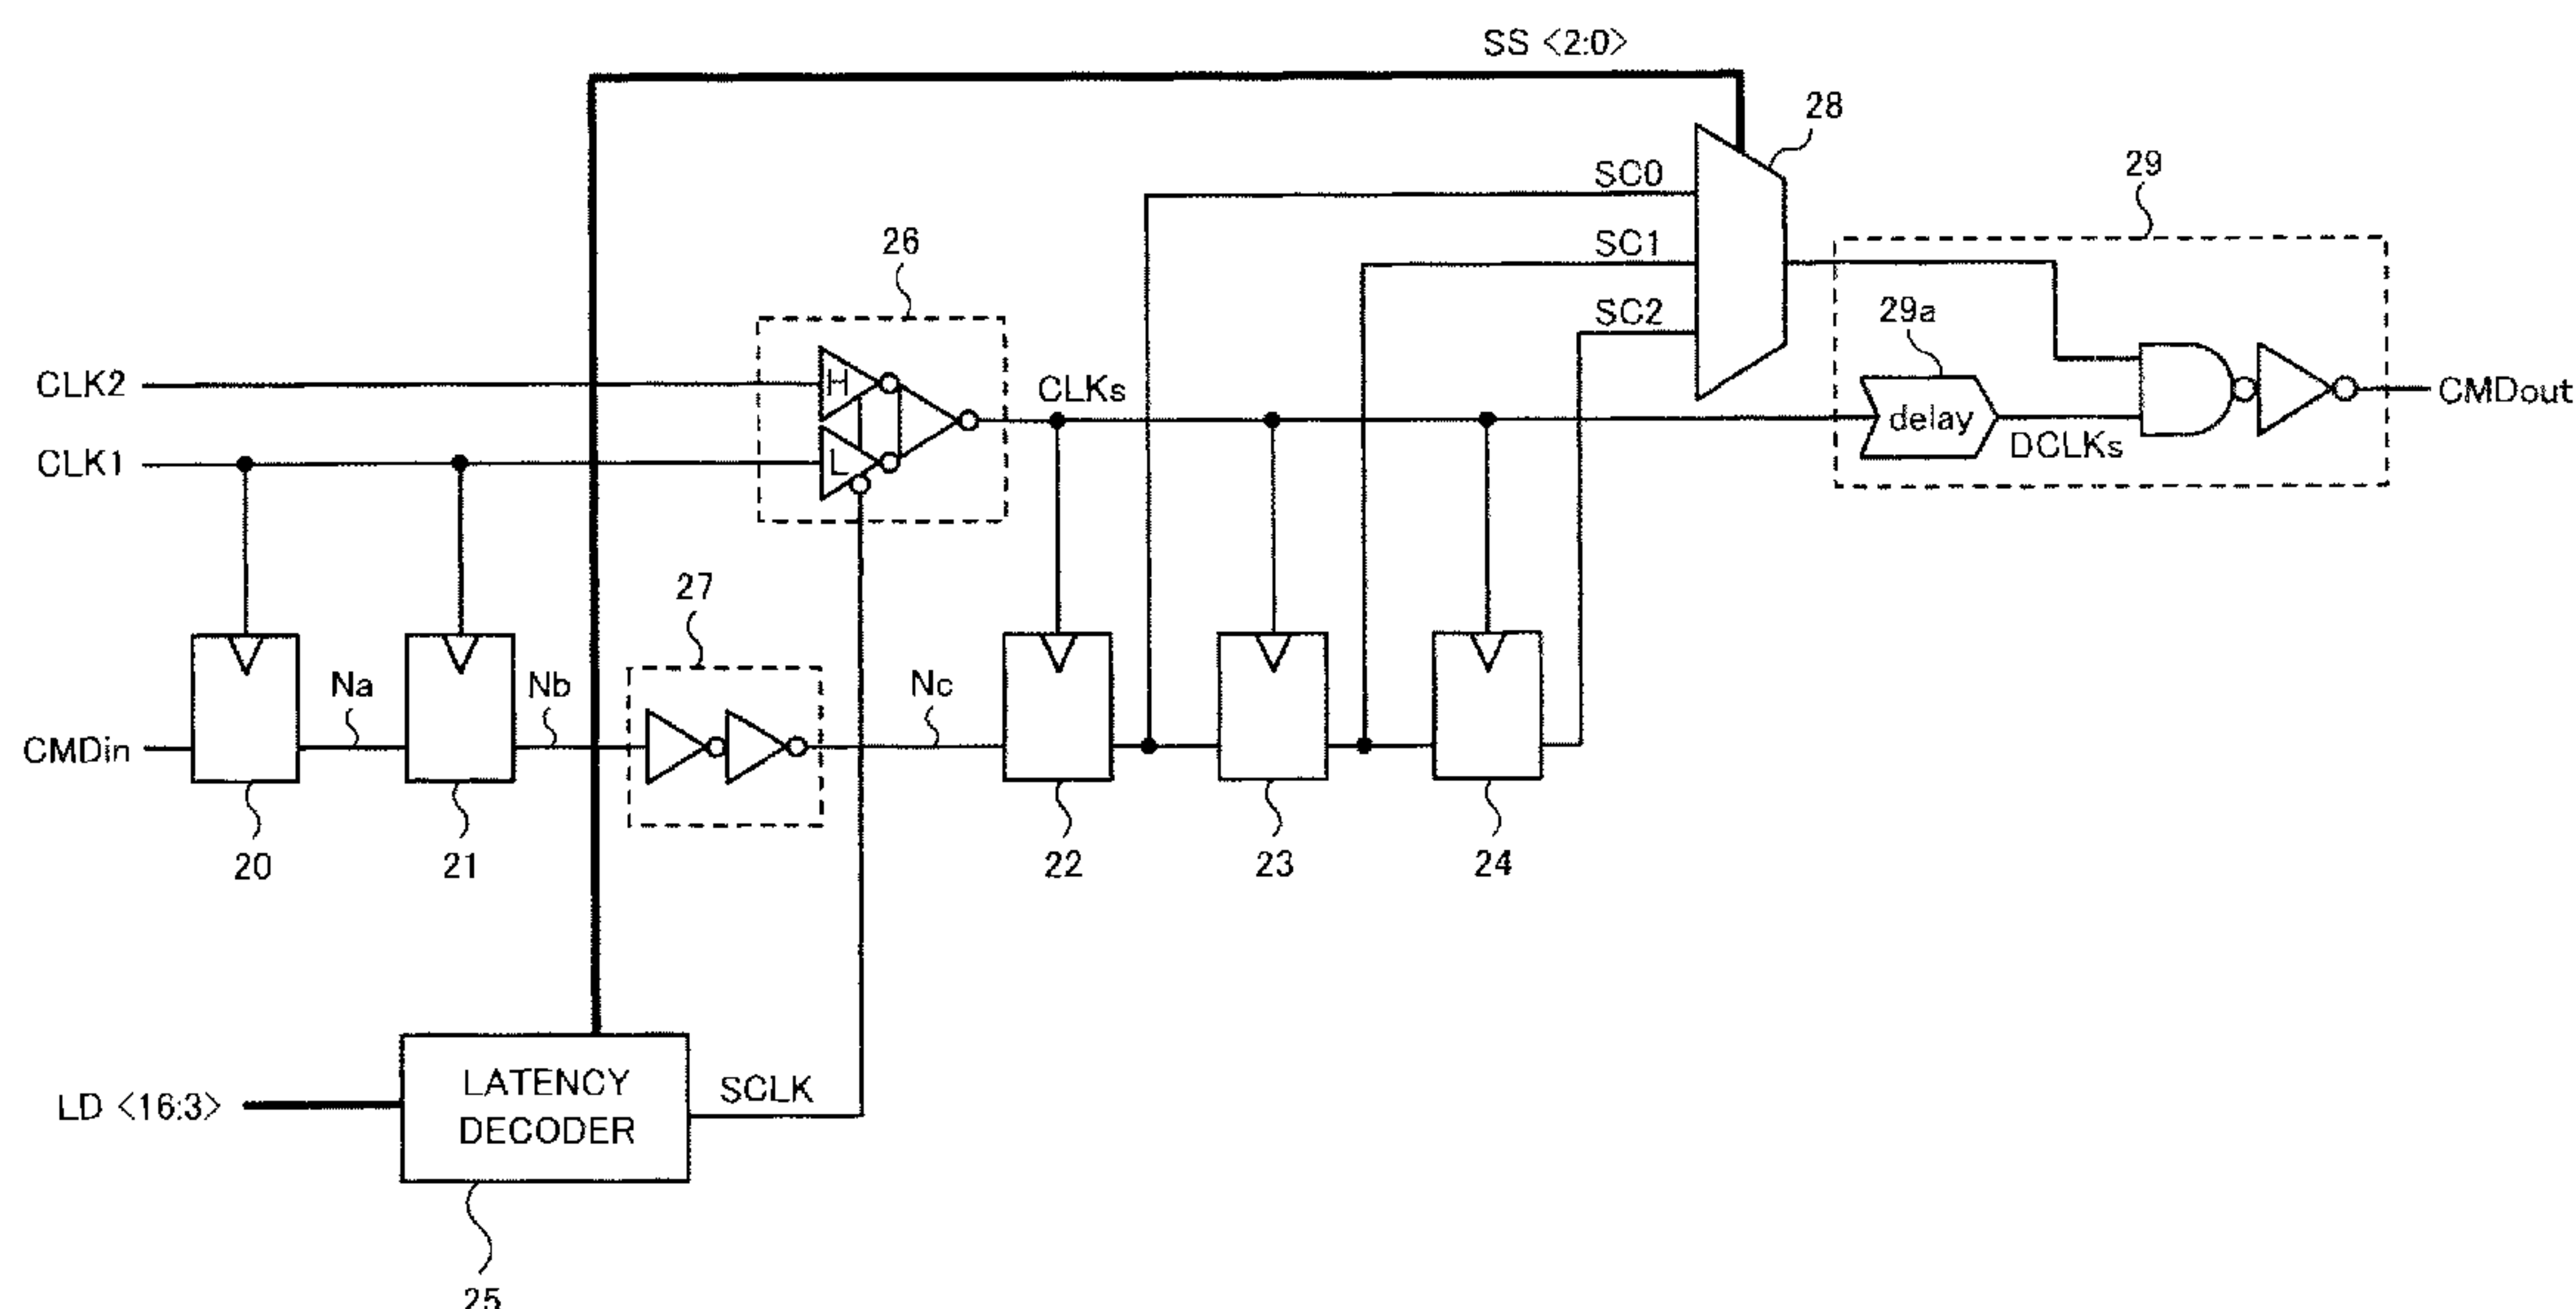 SS <2:0>
28
SC0
29
SC1
26
SC2
29a
CLK2
CLKs
H
delay
CMDout
CLK1
L
DCLKs
27
Na
Nb
Nc
CMDin
20
21
22
23
24
LATENCY
DECODER
SCLK
LD <16:3>
25